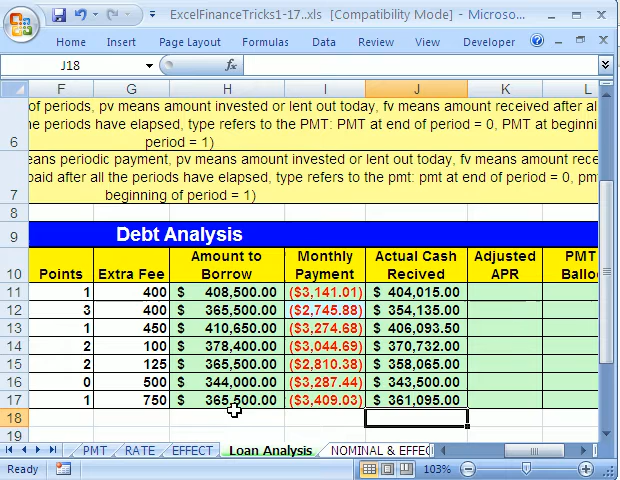 ExcelFinanceTricks1-17..xls [Compatibility Mode] - Microso...
Home Insert Page Layout Formulas Data Review View Developer
J18 fx
F G H I J K L
of periods, pv means amount invested or lent out today, fv means amount received after al
he periods have elapsed, type refers to the PMT: PMT at end of period = 0, PMT at beginni
6 period = 1)
eans periodic payment, pv means amount invested or lent out today, fv means amount rece
paid after all the periods have elapsed, type refers to the pmt: pmt at end of period = 0, pm
7 beginning of period = 1)
8
9 Debt Analysis
Amount to Monthly Actual Cash Adjusted PMT
10 Points Extra Fee Borrow Payment Recived APR Balloo
11 1 400 $ 408,500.00 ($3,141.01) $ 404,015.00
12 3 400 $ 365,500.00 ($2,745.88) $ 354,135.00
13 1 450 $ 410,650.00 ($3,274.68) $ 406,093.50
14 2 100 $ 378,400.00 ($3,044.69) $ 370,732.00
15 2 125 $ 365,500.00 ($2,810.38) $ 358,065.00
16 0 500 $ 344,000.00 ($3,287.44) $ 343,500.00
17 1 750 $ 365,500.00 ($3,409.03) $ 361,095.00
18
19
PMT RATE EFFECT Loan Analysis NOMINAL & EFFEC
Ready 103%